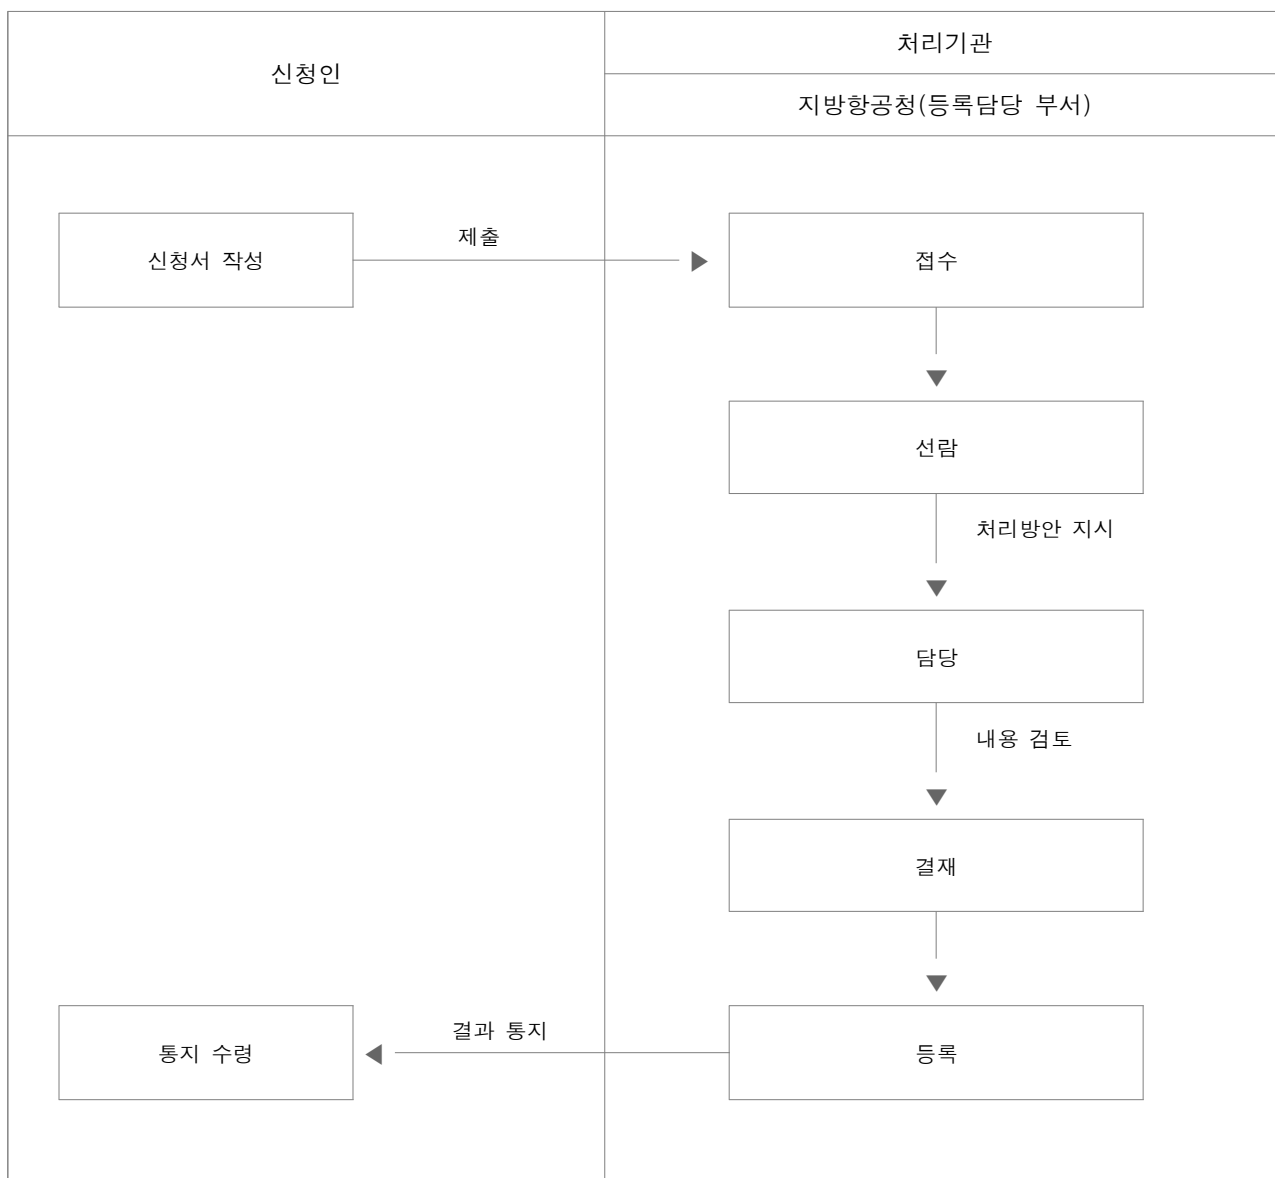 신청인
처리기관
지방항공청(등록담당 부서)
신청서 작성
제출
접수
선람
처리방안 지시
담당
내용 검토
결재
통지 수령
결과 통지
등록